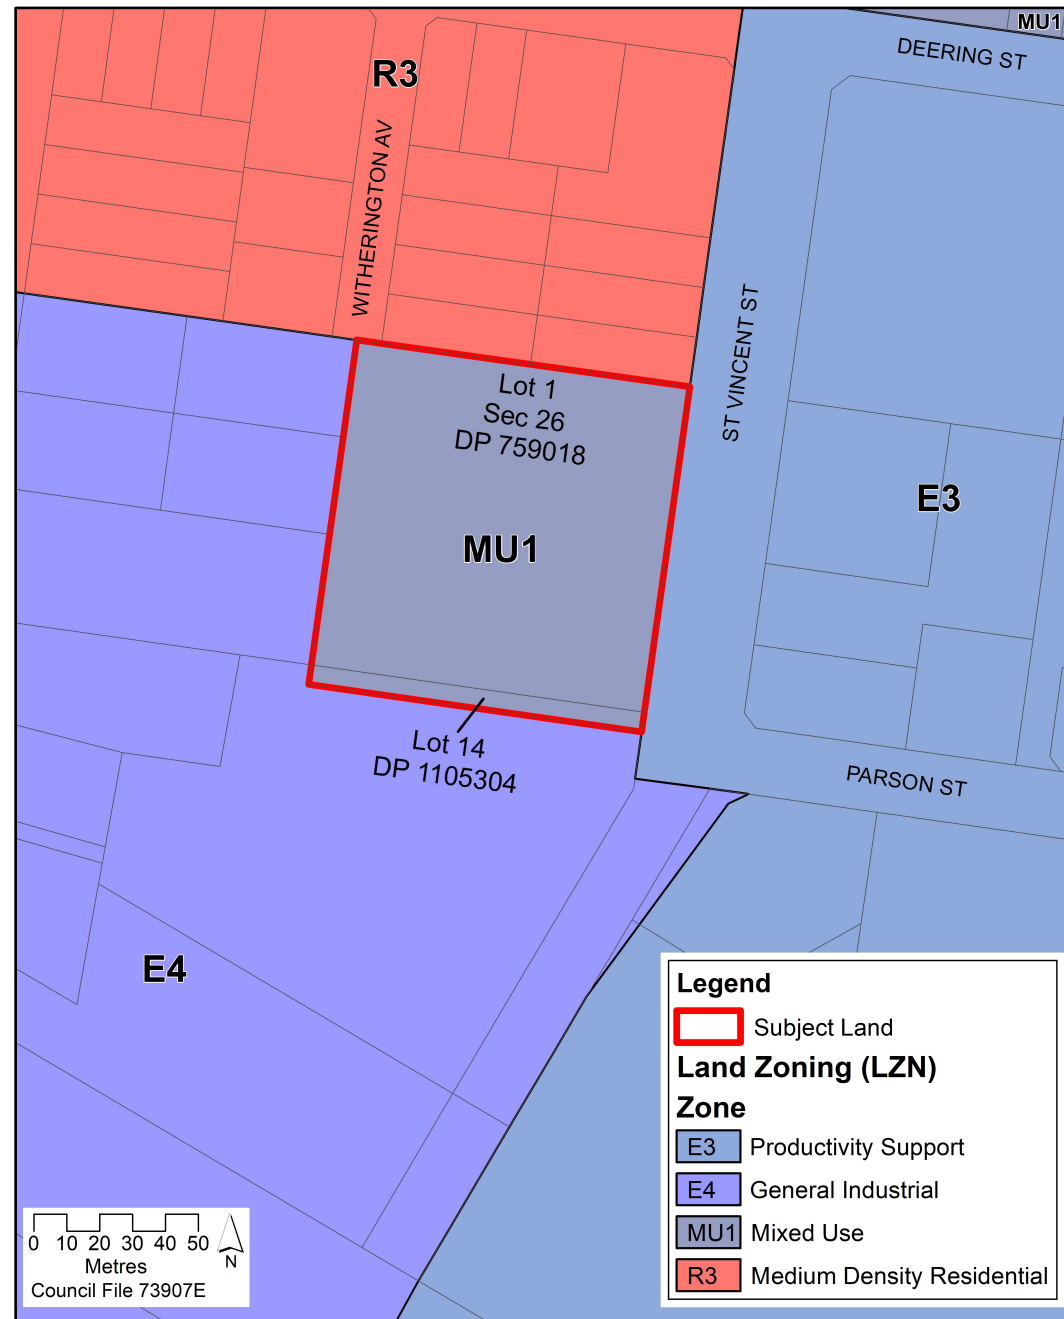 MU1
DEERING ST
R3
WITHERINGTON AV
ST VINCENT ST
Lot 1
Sec 26
DP 759018
E3
MU1
Lot 14
DP 1105304
PARSON ST
E4
Legend
Subject Land
Land Zoning (LZN)
Zone
E3 Productivity Support
E4 General Industrial
MU1 Mixed Use
R3 Medium Density Residential
0 10 20 30 40 50
N
Metres
Council File 73907E